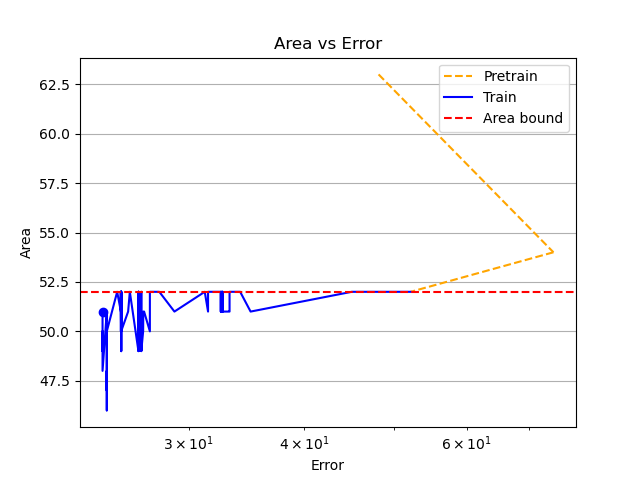 Area vs Error
Pretrain
Train
Area bound
Area
62.5
60.0
57.5
55.0
52.5
50.0
47.5
3 × 10¹
4 × 10¹
6 × 10¹
Error